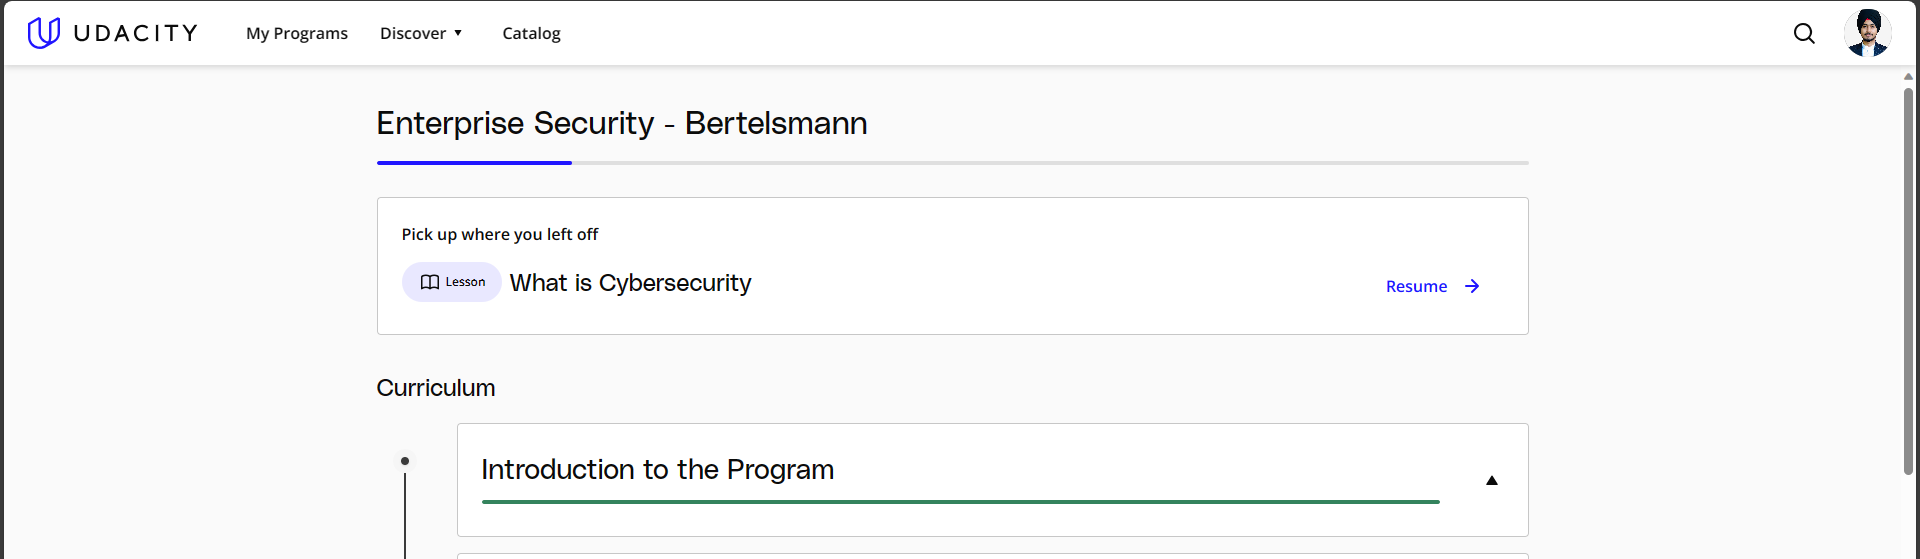 UDACITY
My Programs
Discover
Catalog
Enterprise Security - Bertelsmann
Pick up where you left off
Lesson
What is Cybersecurity
Resume
Curriculum
Introduction to the Program